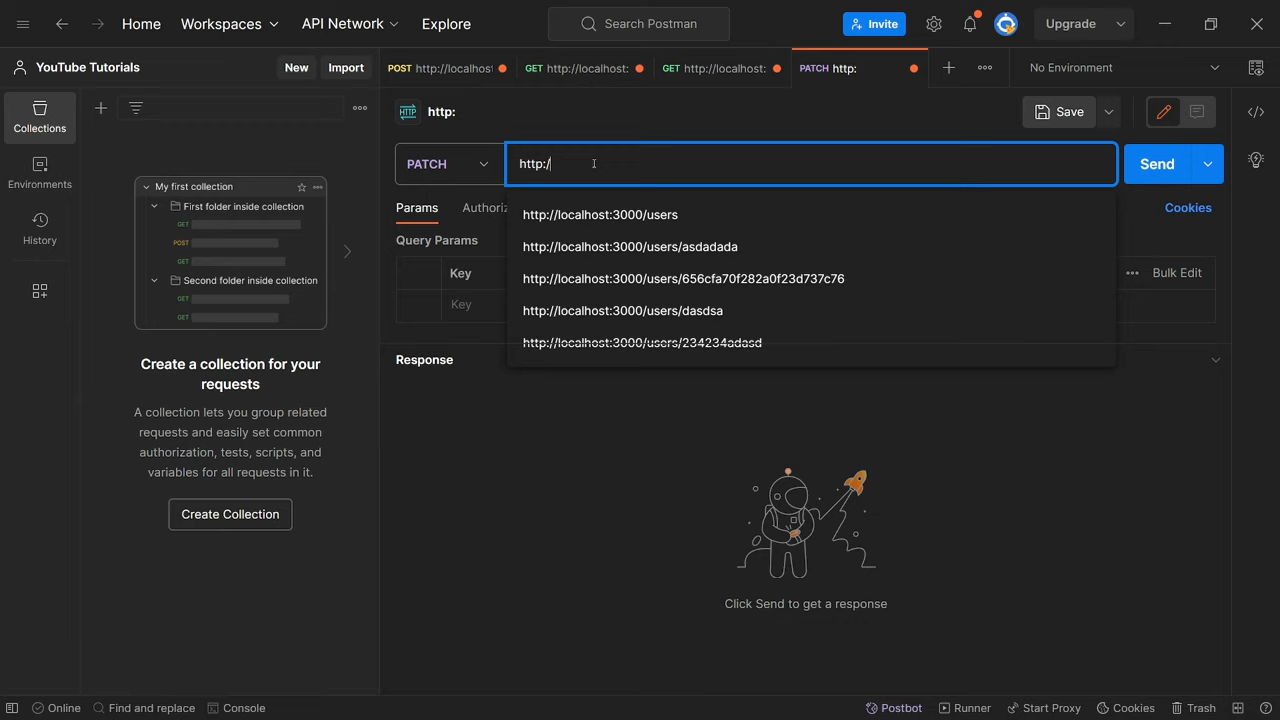 Home Workspaces API Network Explore Search Postman Invite Upgrade
YouTube Tutorials New Import POST http://localhost GET http://localhost: GET http://localhost: PATCH http: No Environment
Collections
Environments
History
My first collection
First folder inside collection
GET
POST
GET
Second folder inside collection
GET
GET
Create a collection for your
requests
A collection lets you group related
requests and easily set common
authorization, tests, scripts, and
variables for all requests in it.
Create Collection
HTTP http: Save
PATCH http:/ Send
Params Authoriz Cookies
Query Params
Key Bulk Edit
Key
http://localhost:3000/users
http://localhost:3000/users/asdadada
http://localhost:3000/users/656cfa70f282a0f23d737c76
http://localhost:3000/users/dasdsa
http://localhost:3000/users/234234adasd
Response
Click Send to get a response
Online Find and replace Console Postbot Runner Start Proxy Cookies Trash